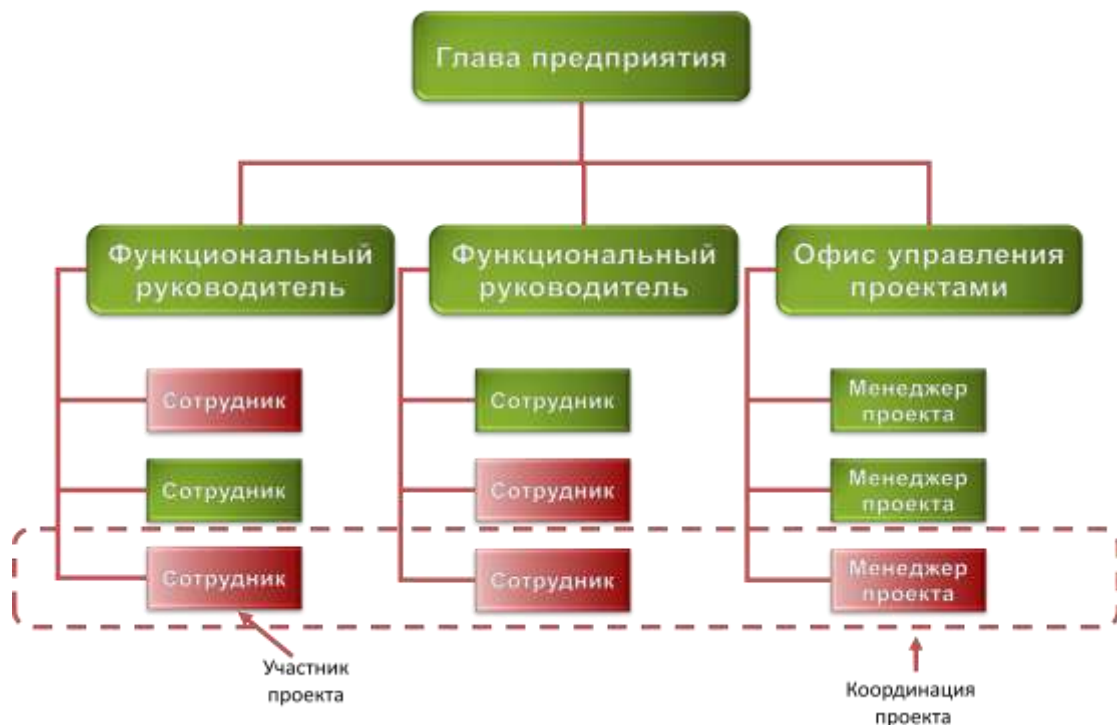 Глава предприятия
Функциональный
руководитель
Функциональный
руководитель
Офис управления
проектами
Сотрудник
Сотрудник
Менеджер
проекта
Сотрудник
Сотрудник
Менеджер
проекта
Сотрудник
Сотрудник
Менеджер
проекта
Участник
проекта
Координация
проекта